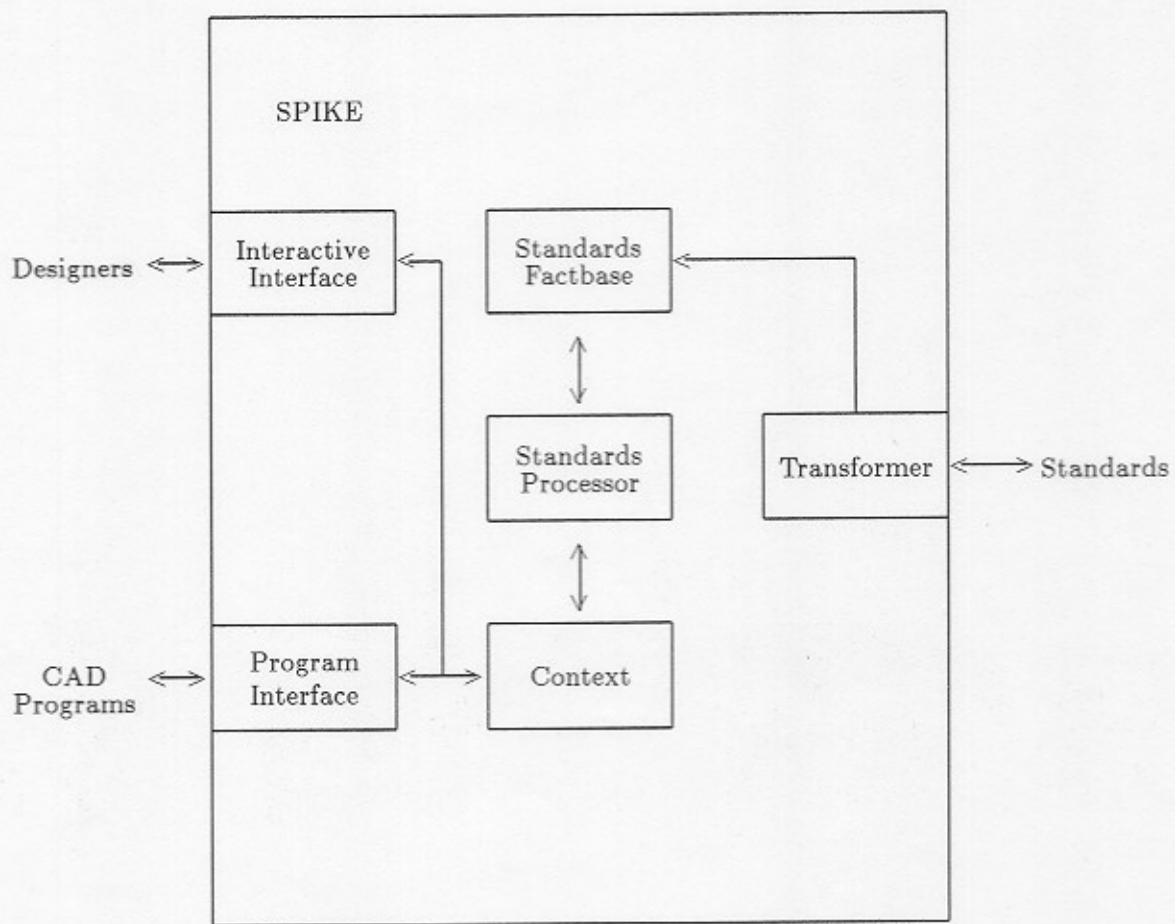 SPIKE
Designers
Interactive
Interface
Standards
Factbase
Standards
Processor
Transformer
Standards
CAD
Programs
Program
Interface
Context